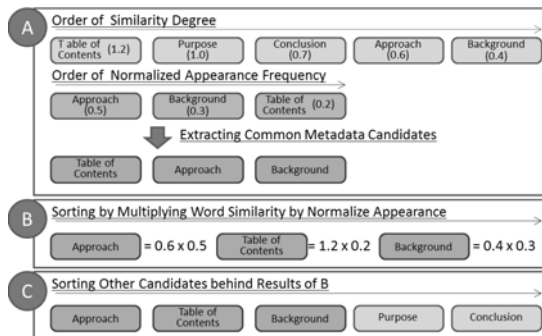 A
Order of Similarity Degree
T able of Contents (1.2)
Purpose (1.0)
Conclusion (0.7)
Approach (0.6)
Background (0.4)
Order of Normalized Appearance Frequency
Approach (0.5)
Background (0.3)
Table of Contents (0.2)
Extracting Common Metadata Candidates
Table of Contents
Approach
Background
B
Sorting by Multiplying Word Similarity by Normalize Appearance
Approach = 0.6 x 0.5
Table of Contents = 1.2 x 0.2
Background = 0.4 x 0.3
C
Sorting Other Candidates behind Results of B
Approach
Table of Contents
Background
Purpose
Conclusion